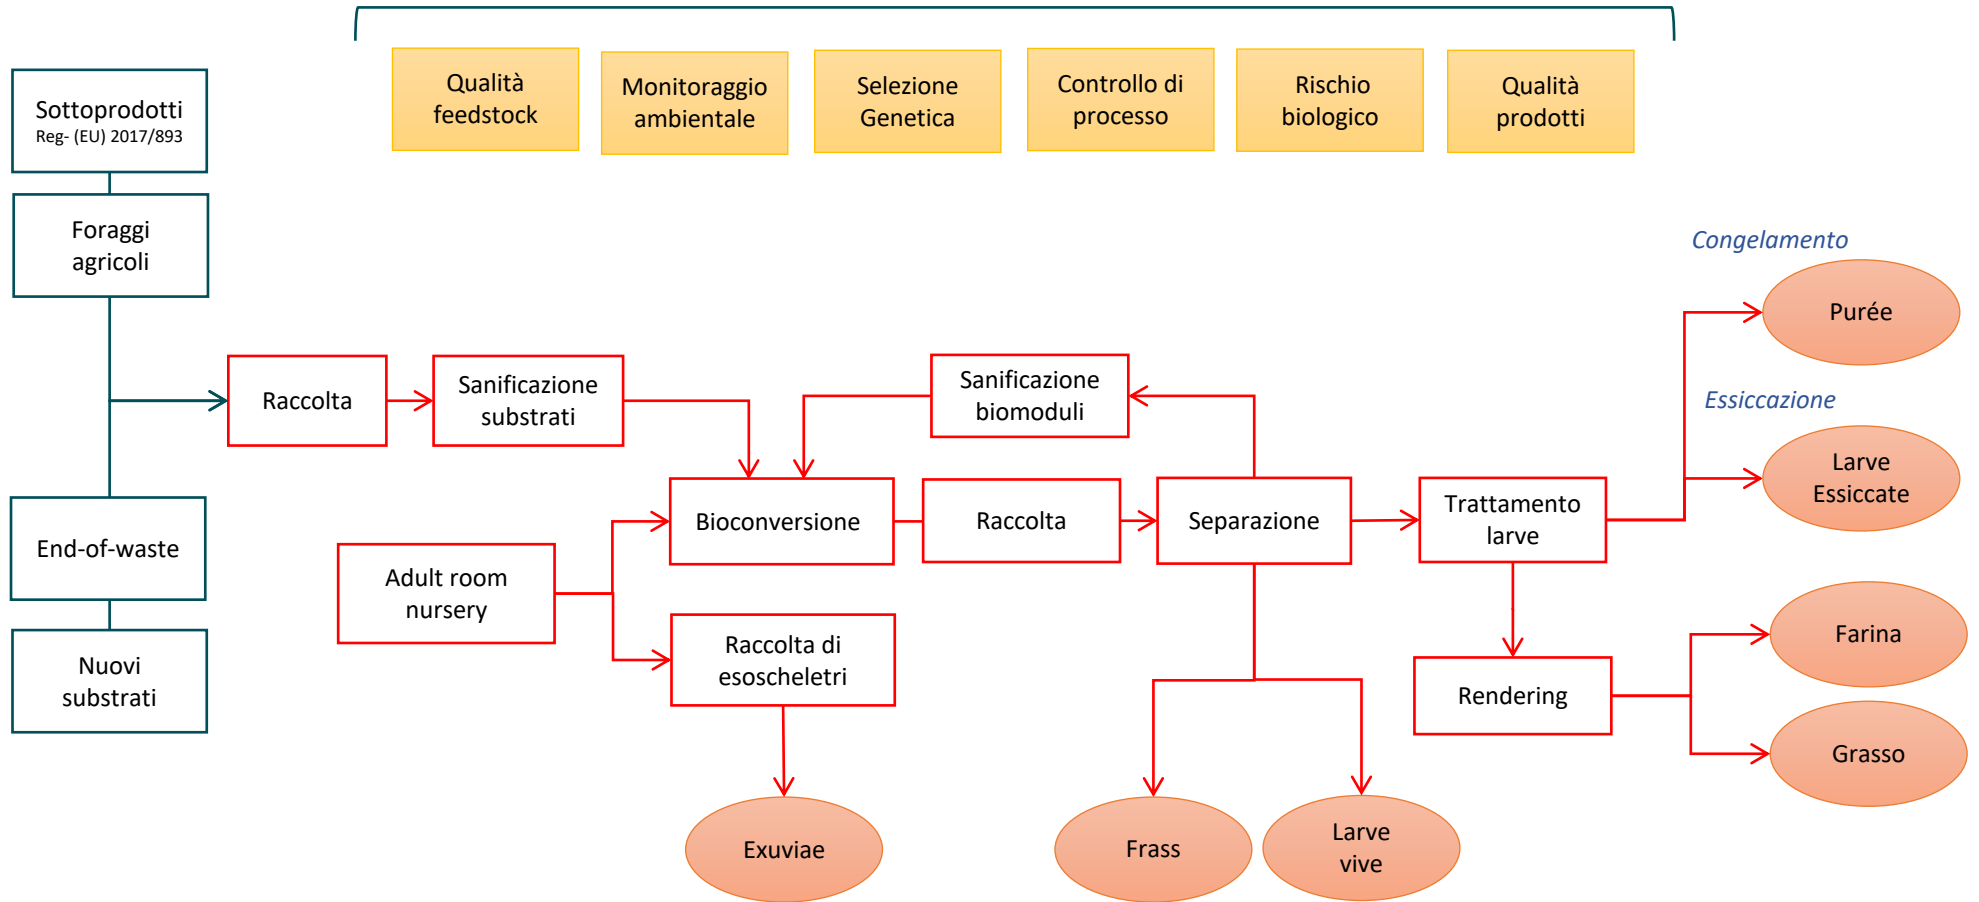 Qualità
feedstock
Monitoraggio
ambientale
Selezione
Genetica
Controllo di
processo
Rischio
biologico
Qualità
prodotti
Sottoprodotti
Reg- (EU) 2017/893
Foraggi
agricoli
End-of-waste
Nuovi
substrati
Raccolta
Sanificazione
substrati
Sanificazione
biomoduli
Bioconversione
Raccolta
Separazione
Trattamento
larve
Adult room
nursery
Raccolta di
esoscheletri
Rendering
Congelamento
Purée
Essiccazione
Larve
Essiccate
Farina
Grasso
Exuviae
Frass
Larve
vive